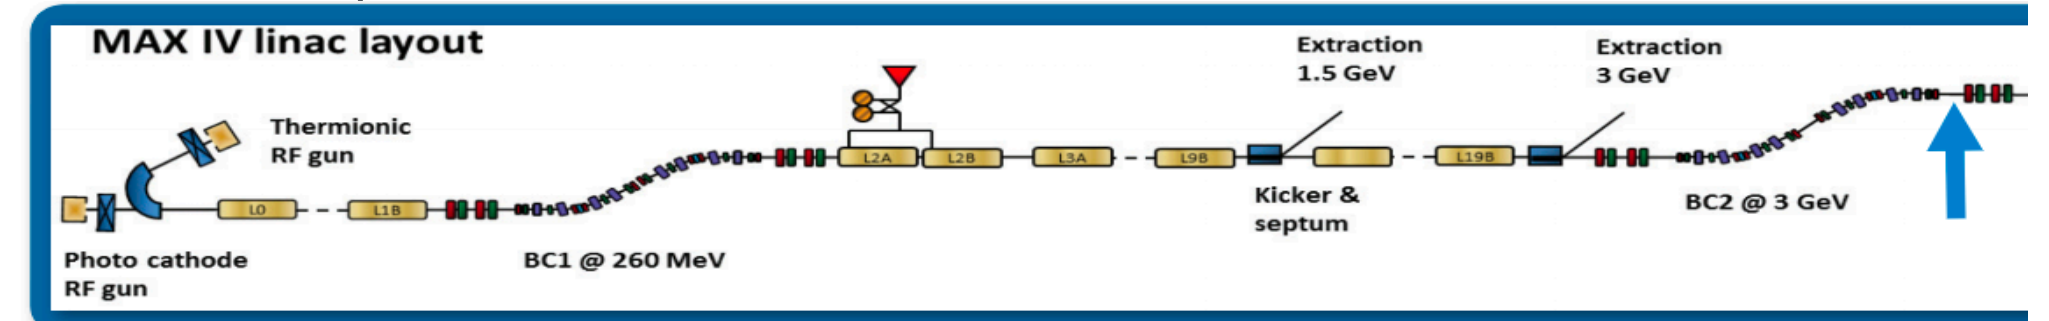 MAX IV linac layout
Extraction
1.5 GeV
Extraction
3 GeV
Thermionic
RF gun
L2A
L2B
L3A
L9B
L19B
L0
L1B
Kicker &
septum
BC2 @ 3 GeV
Photo cathode
RF gun
BC1 @ 260 MeV